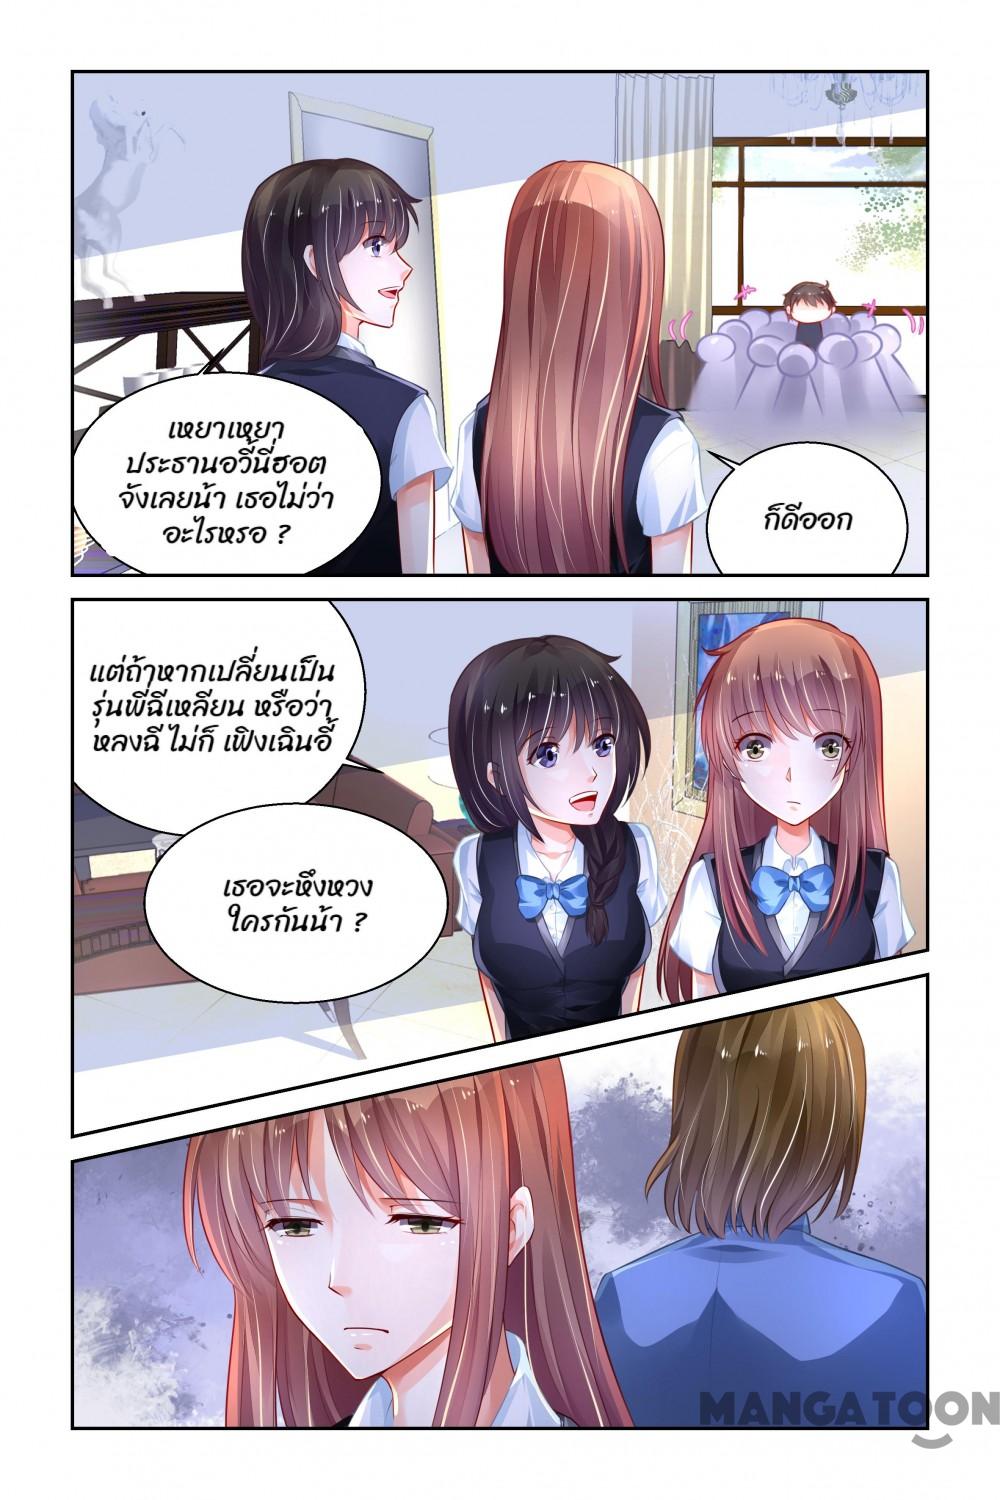 เหยาเหยา
ประธานอวี้นี่ฮอต
จังเลยน้า เธอไม่ว่า
อะไรหรอ ?
ก็ดีออก
แต่ถ้าหากเปลี่ยนเป็น
รุ่นพี่ฉีเหลียน หรือว่า
หลงฉี ไม่ก็ เฟิงเฉินอี้
เธอจะหึงหวง
ใครกันน้า ?
MANGATOON